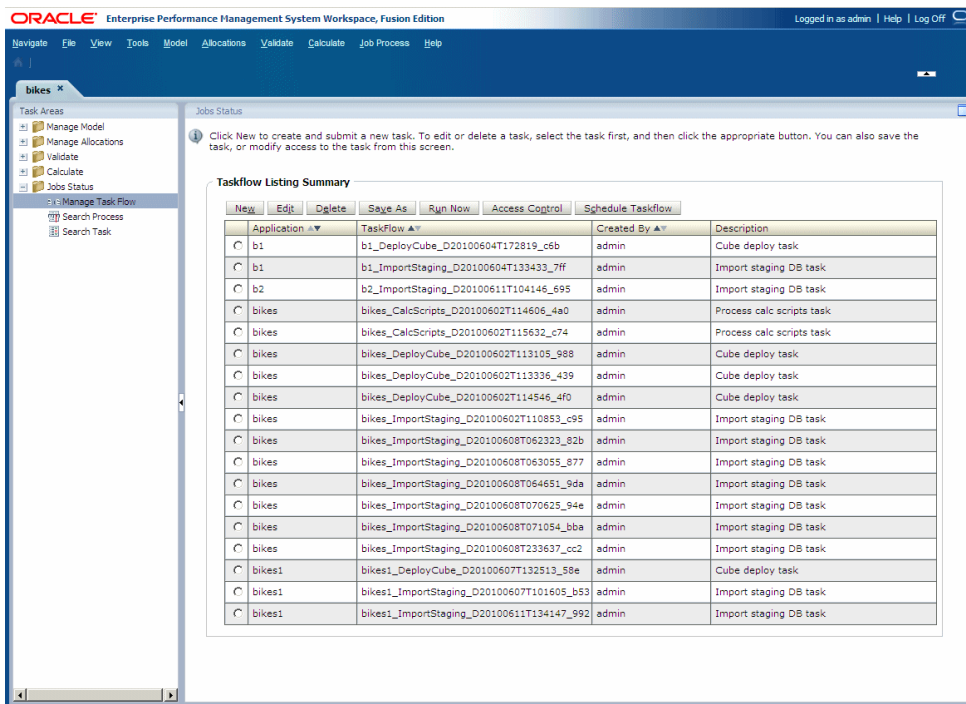 ORACLE Enterprise Performance Management System Workspace, Fusion Edition Logged in as admin | Help | Log Off
Navigate File View Tools Model Allocations Validate Calculate Job Process Help
bikes
Task Areas
Manage Model
Manage Allocations
Validate
Calculate
Jobs Status
Manage Task Flow
Search Process
Search Task
Jobs Status
Click New to create and submit a new task. To edit or delete a task, select the task first, and then click the appropriate button. You can also save the
task, or modify access to the task from this screen.
Taskflow Listing Summary
New Edit Delete Save As Run Now Access Control Schedule Taskflow
Application TaskFlow Created By Description
b1 b1_DeployCube_D20100604T172819_c6b admin Cube deploy task
b1 b1_ImportStaging_D20100604T133433_7ff admin Import staging DB task
b2 b2_ImportStaging_D20100611T104146_695 admin Import staging DB task
bikes bikes_CalcScripts_D20100602T114606_4a0 admin Process calc scripts task
bikes bikes_CalcScripts_D20100602T115632_c74 admin Process calc scripts task
bikes bikes_DeployCube_D20100602T113105_988 admin Cube deploy task
bikes bikes_DeployCube_D20100602T113336_439 admin Cube deploy task
bikes bikes_DeployCube_D20100602T114546_4f0 admin Cube deploy task
bikes bikes_ImportStaging_D20100602T110853_c95 admin Import staging DB task
bikes bikes_ImportStaging_D20100608T062323_82b admin Import staging DB task
bikes bikes_ImportStaging_D20100608T063055_877 admin Import staging DB task
bikes bikes_ImportStaging_D20100608T064651_9da admin Import staging DB task
bikes bikes_ImportStaging_D20100608T070625_94e admin Import staging DB task
bikes bikes_ImportStaging_D20100608T071054_bba admin Import staging DB task
bikes bikes_ImportStaging_D20100608T233637_cc2 admin Import staging DB task
bikes1 bikes1_DeployCube_D20100607T132513_58e admin Cube deploy task
bikes1 bikes1_ImportStaging_D20100607T101605_b53 admin Import staging DB task
bikes1 bikes1_ImportStaging_D20100611T134147_992 admin Import staging DB task